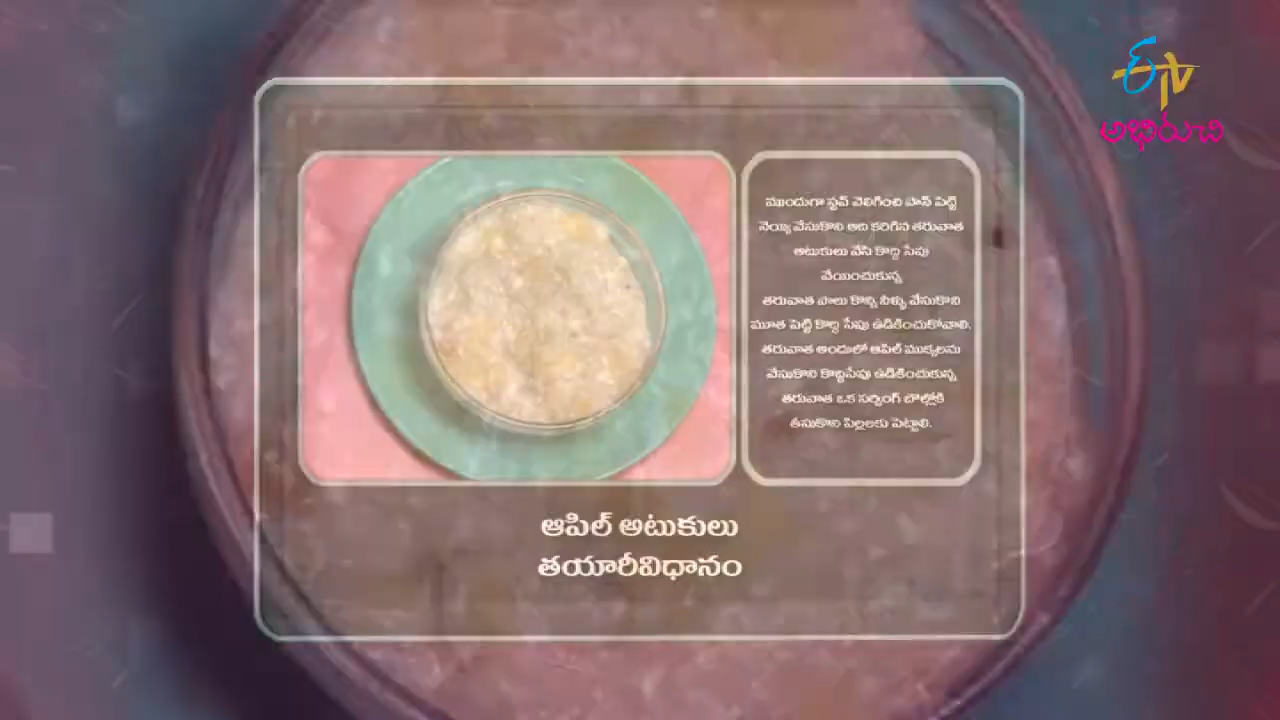 ETV
అభిరుచి
ముందుగా స్టవ్ వెలిగించి పాన్ పెట్టి
నెయ్యి వేసుకొని అది కరిగిన తరువాత
అటుకులు వేసి కొద్ది సేపు
వేయించుకున్న
తరువాత పాలు కొన్ని నీళ్ళు వేసుకొని
మూత పెట్టి కొద్ది సేపు ఉడికించుకోవాలి.
తరువాత అందులో ఆపిల్ ముక్కలను
వేసుకొని కొద్దిసేపు ఉడికించుకున్న
తరువాత ఒక సర్వింగ్ బౌల్లోకి
తీసుకొని పిల్లలకు పెట్టాలి.
ఆపిల్ అటుకులు
తయారీవిధానం